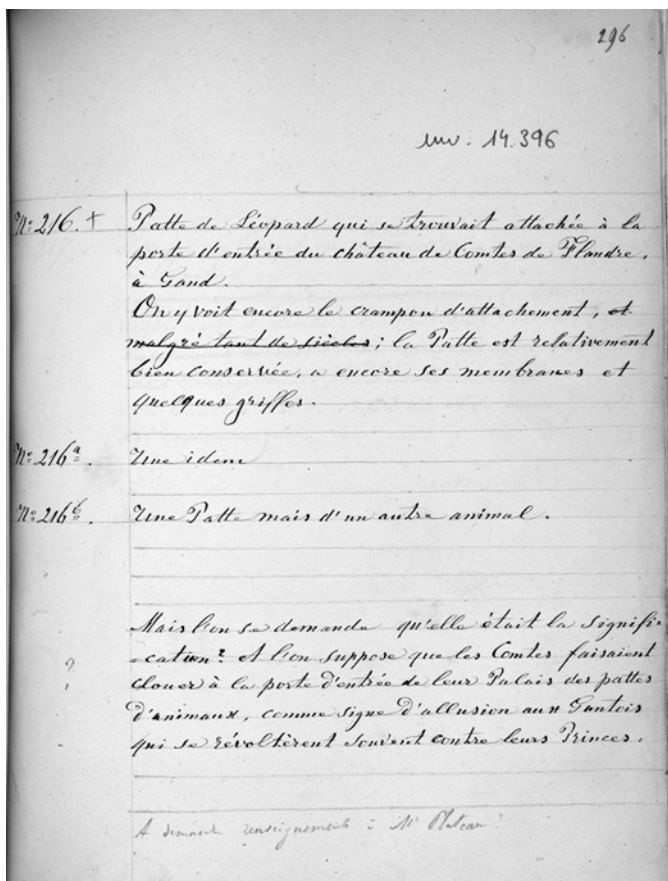 296
inv. 14.396
N° 216. + Patte de Léopard qui se trouvait attachée à la
porte d'entrée du château de Comtes de Flandre,
à Gand.
On y voit encore le crampon d'attachement, et
malgré tant de siècles; la Patte est relativement
bien conservée, a encore ses membranes et
quelques griffes.
N° 216a. Une idem
N° 216b. Une Patte mais d'un autre animal.
Mais l'on se demande qu'elle était la signifi-
? -cation? et l'on suppose que les Comtes faisaient
clouer à la porte d'entrée de leur Palais des pattes
d'animaux, comme signe d'allusion aux Gantois
qui se révoltèrent souvent contre leurs Princes.
A renseignements à Mr Plateau